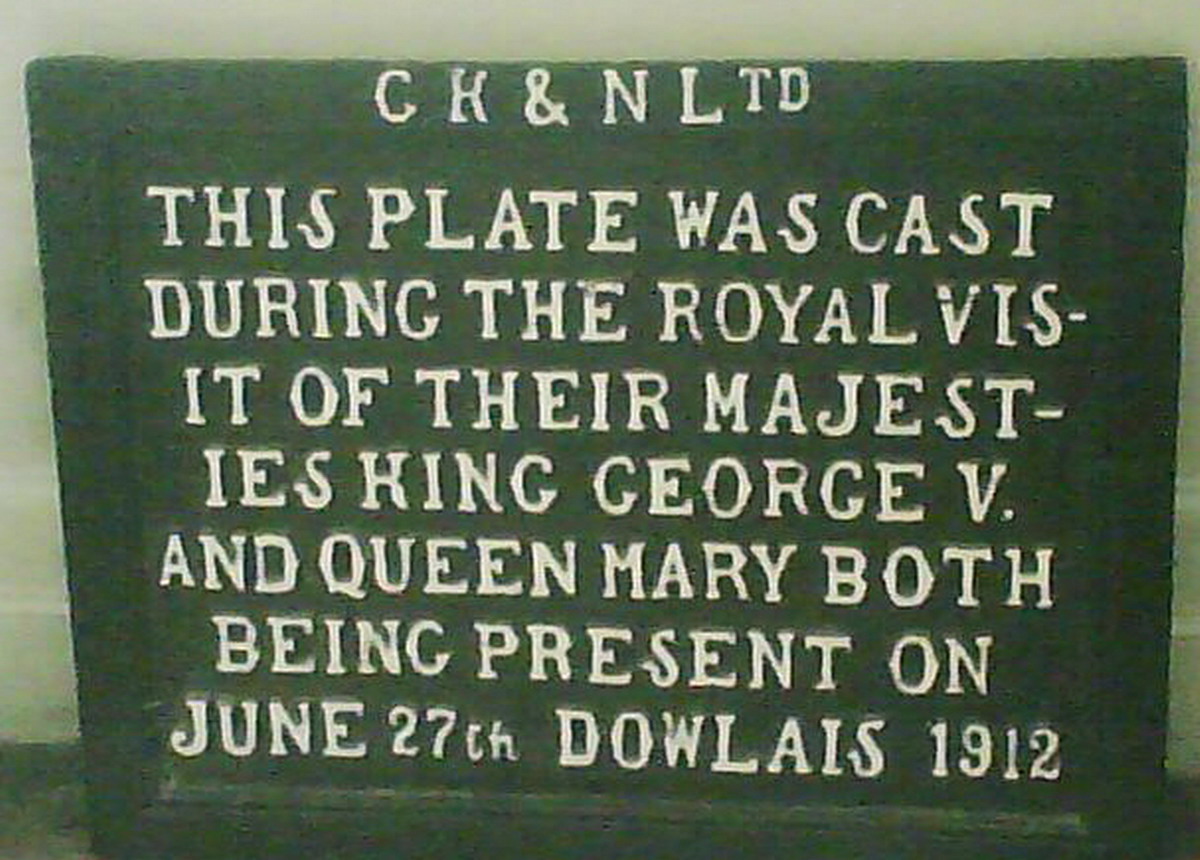 G K & N LTD
THIS PLATE WAS CAST
DURING THE ROYAL VIS-
IT OF THEIR MAJEST-
IES KING GEORGE V.
AND QUEEN MARY BOTH
BEING PRESENT ON
JUNE 27th DOWLAIS 1912